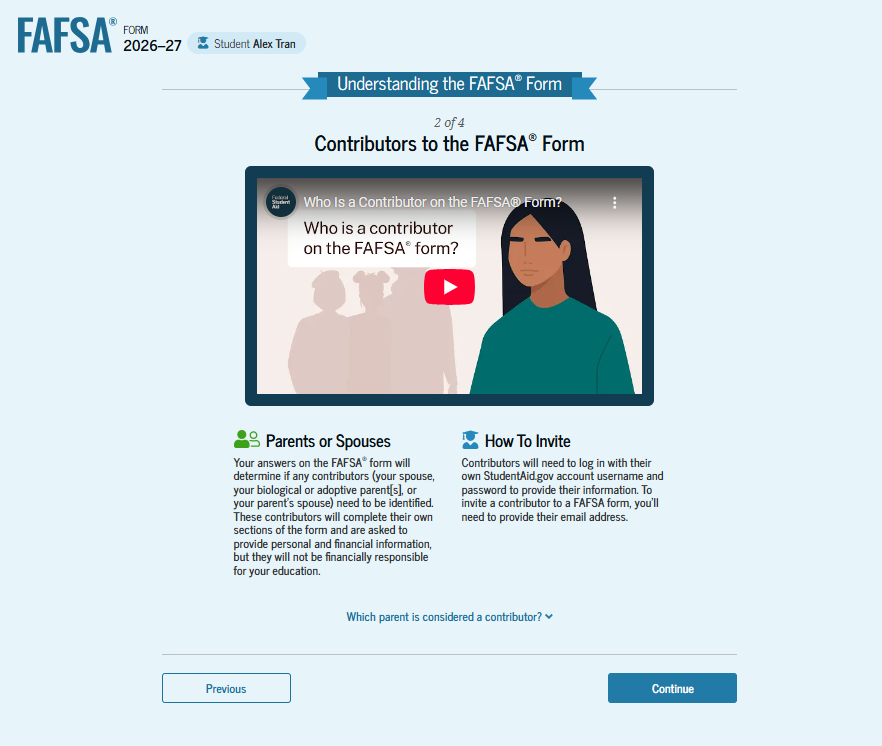 FAFSA® FORM
2026–27
Student Alex Tran
Understanding the FAFSA® Form
2 of 4
Contributors to the FAFSA® Form
Federal
Student
Aid
Who Is a Contributor on the FAFSA® Form?
Who is a contributor
on the FAFSA® form?
Parents or Spouses
Your answers on the FAFSA® form will
determine if any contributors (your spouse,
your biological or adoptive parent[s], or
your parent's spouse) need to be identified.
These contributors will complete their own
sections of the form and are asked to
provide personal and financial information,
but they will not be financially responsible
for your education.
How To Invite
Contributors will need to log in with their
own StudentAid.gov account username and
password to provide their information. To
invite a contributor to a FAFSA form, you'll
need to provide their email address.
Which parent is considered a contributor?
Previous
Continue